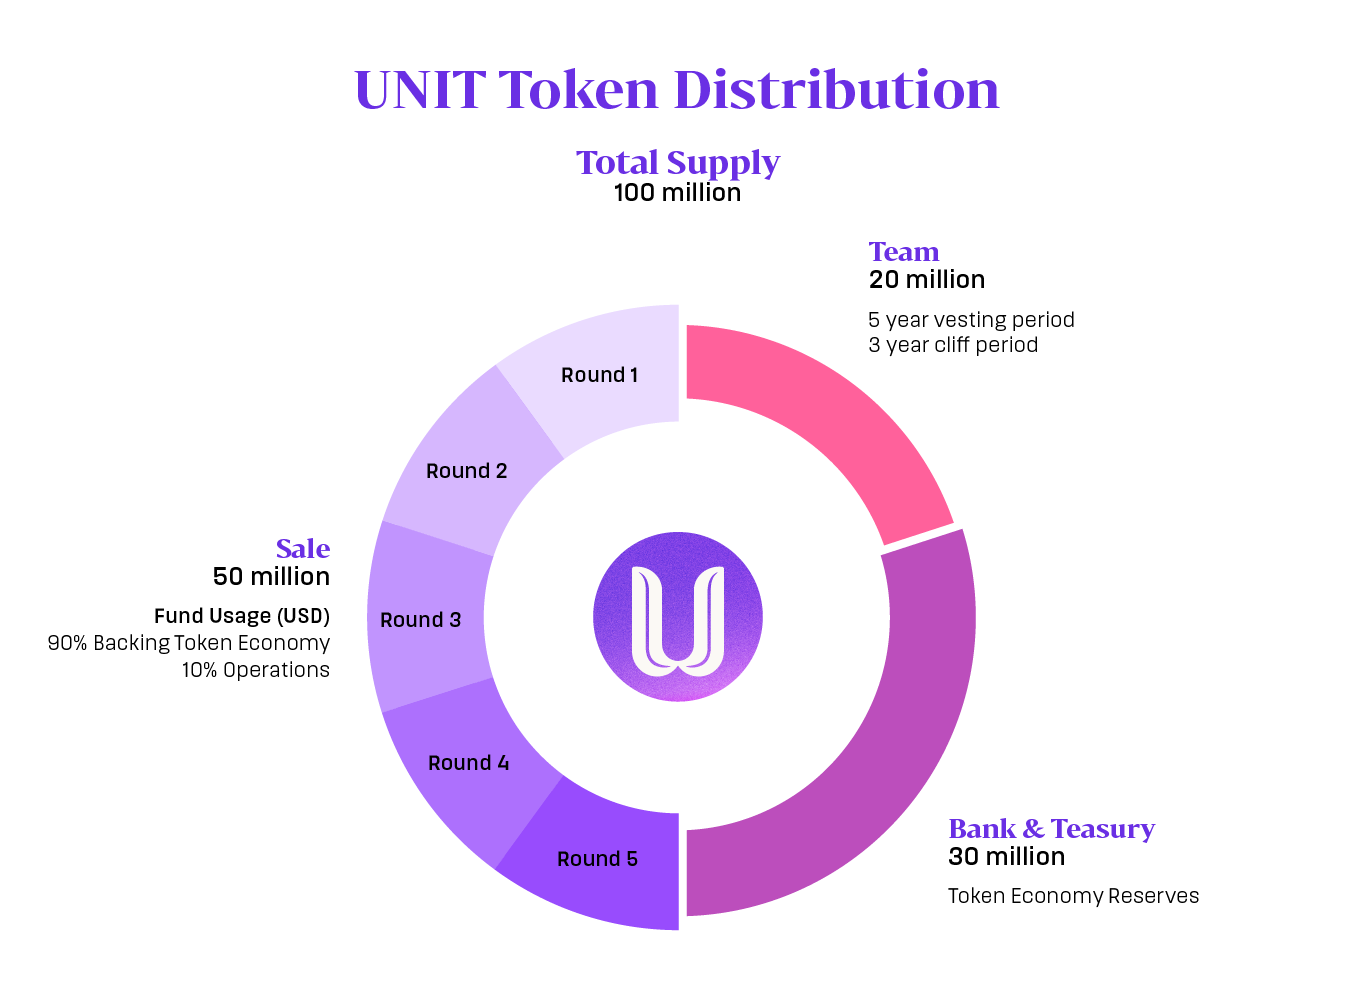 UNIT Token Distribution
Total Supply
100 million
Team
20 million
5 year vesting period
3 year cliff period
Round 1
Round 2
Sale
50 million
Fund Usage (USD)
90% Backing Token Economy
10% Operations
Round 3
Round 4
Round 5
Bank & Teasury
30 million
Token Economy Reserves